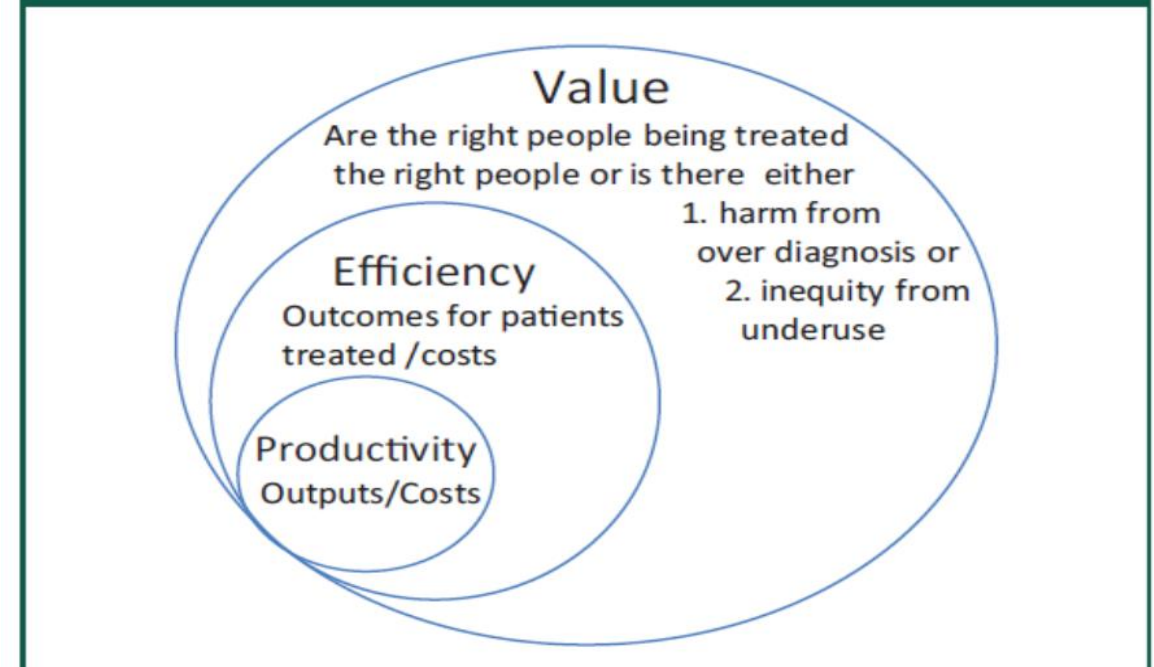 Value
Are the right people being treated
the right people or is there either
1. harm from
over diagnosis or
2. inequity from
underuse
Efficiency
Outcomes for patients
treated /costs
Productivity
Outputs/Costs